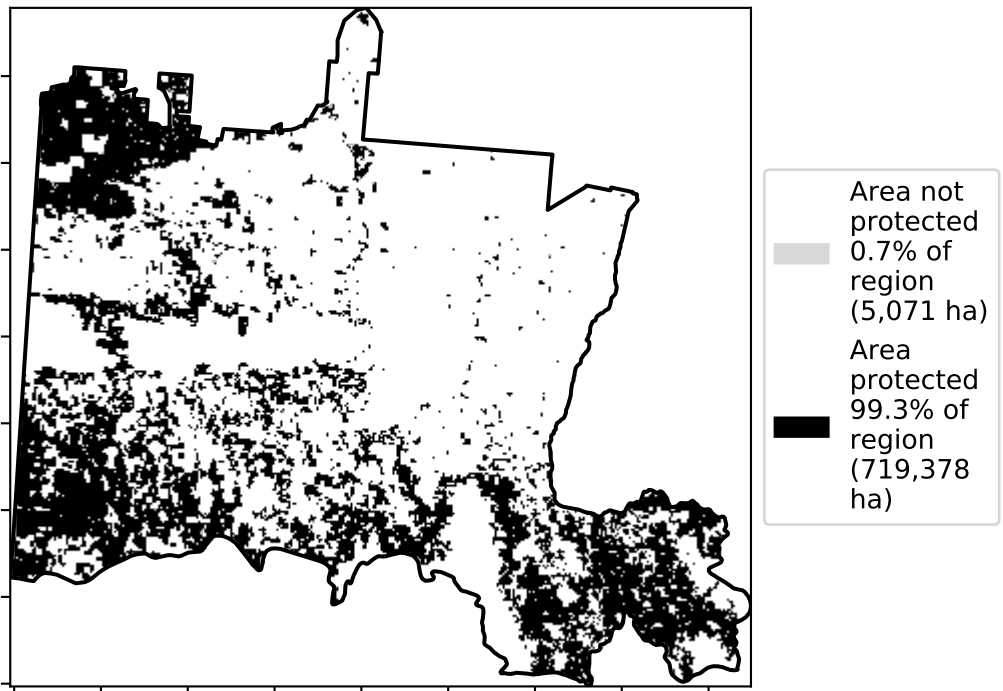 Area not
protected
0.7% of
region
(5,071 ha)
Area
protected
99.3% of
region
(719,378
ha)